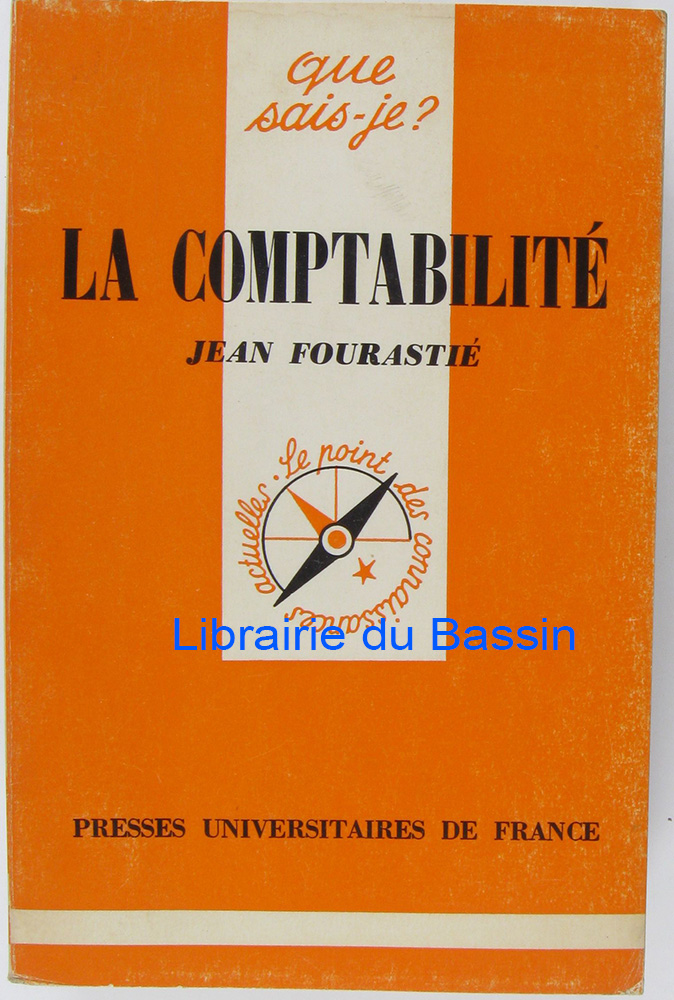 que
sais-je?
LA COMPTABILITÉ
JEAN FOURASTIÉ
Le point des connaissances actuelles.
Librairie du Bassin
PRESSES UNIVERSITAIRES DE FRANCE